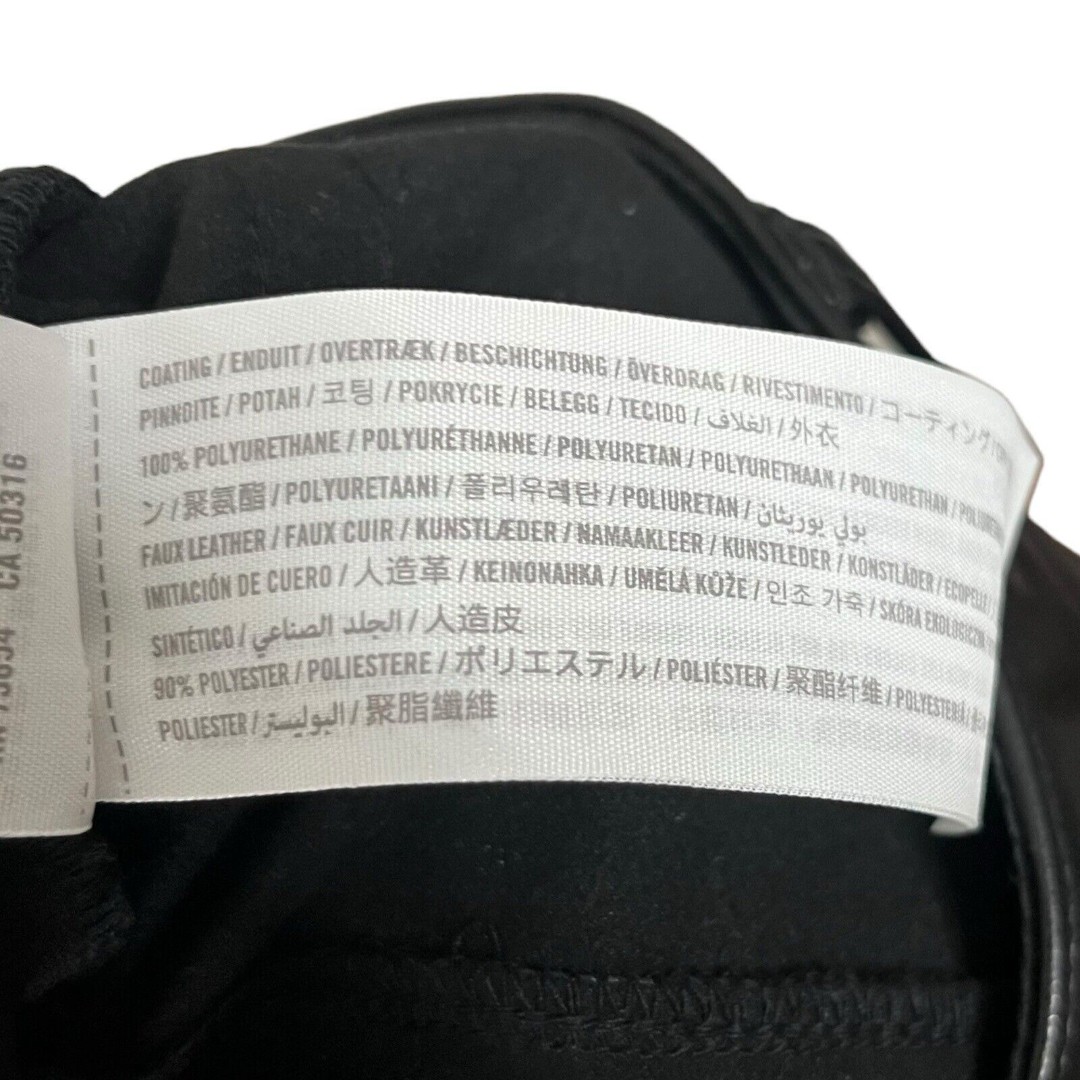 COATING / ENDUIT / OVERTRÆK / BESCHICHTUNG / ÖVERDRAG / RIVESTIMENTO / コーティング /
PINNOITE / POTAH / 코팅 / POKRYCIE / BELEGG / TECIDO / الغلاف / 外衣
100% POLYURETHANE / POLYURÉTHANNE / POLYURETAN / POLYURETHAAN / POLYURETHAN /
ン / 聚氨酯 / POLYURETAANI / 폴리우레탄 / POLIURETAN / بولي يوريثان
FAUX LEATHER / FAUX CUIR / KUNSTLÆDER / NAMAAKLEER / KUNSTLEDER / KONSTLÄDER / ECOPELLE /
IMITACIÓN DE CUERO / 人造革 / KEINONAHKA / UMĚLÁ KŮŽE / 인조 가죽 / SKÓRA
SINTÉTICO / الجلد الصناعي / 人造皮
90% POLYESTER / POLIESTERE / ポリエステル / POLIÉSTER / 聚酯纤维 / POLYESTERIÄ /
POLIESTER / البوليستر / 聚脂纖維
CA 50316